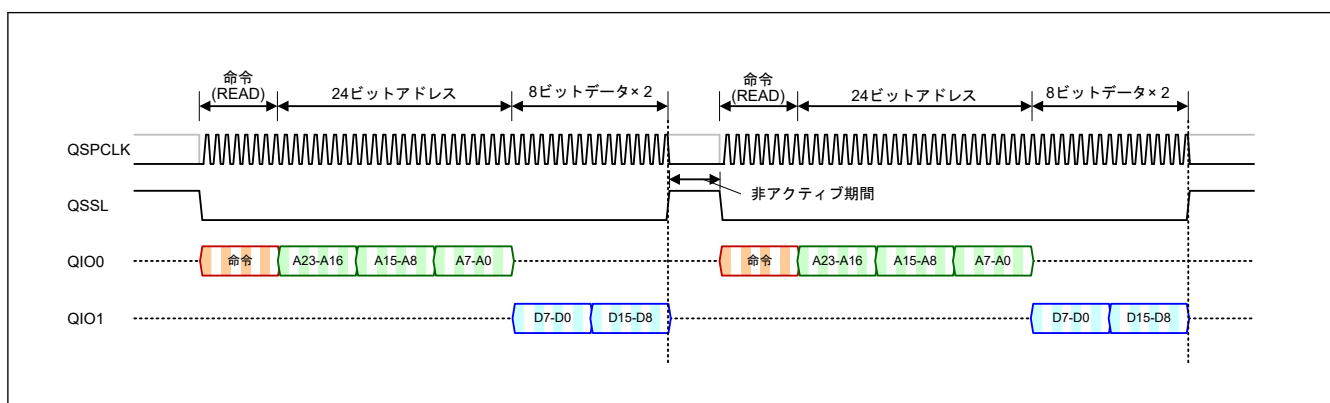 命令
(READ)
24ビットアドレス
8ビットデータ× 2
命令
(READ)
24ビットアドレス
8ビットデータ× 2
QSPCLK
非アクティブ期間
QSSL
QIO0
命令
A23-A16
A15-A8
A7-A0
命令
A23-A16
A15-A8
A7-A0
QIO1
D7-D0
D15-D8
D7-D0
D15-D8